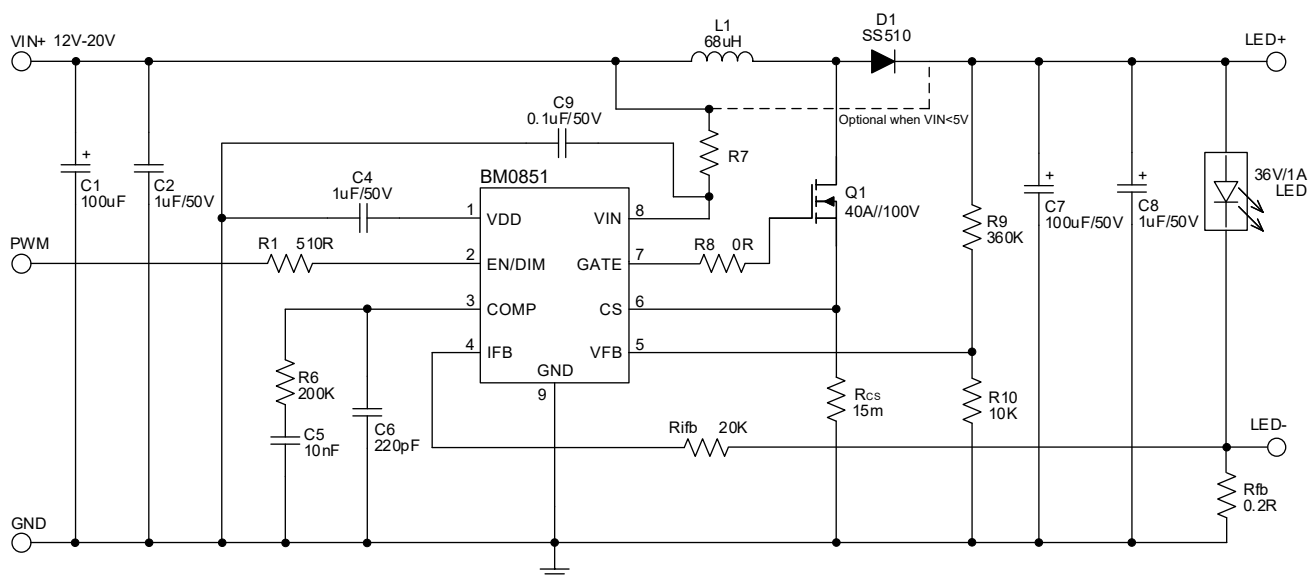 VIN+ 12V-20V
L1
68uH
D1
SS510
LED+
C9
0.1uF/50V
Optional when VIN<5V
R7
C1
100uF
+
C2
1uF/50V
C4
1uF/50V
BM0851
1 VDD
VIN 8
Q1
40A//100V
36V/1A
LED
+
C7
100uF/50V
+
C8
1uF/50V
R9
360K
PWM
R1 510R
2 EN/DIM
GATE 7
R8 0R
3 COMP
CS 6
4 IFB
VFB 5
GND
9
R6
200K
C5
10nF
C6
220pF
RCS
15m
R10
10K
Rifb 20K
LED-
Rfb
0.2R
GND